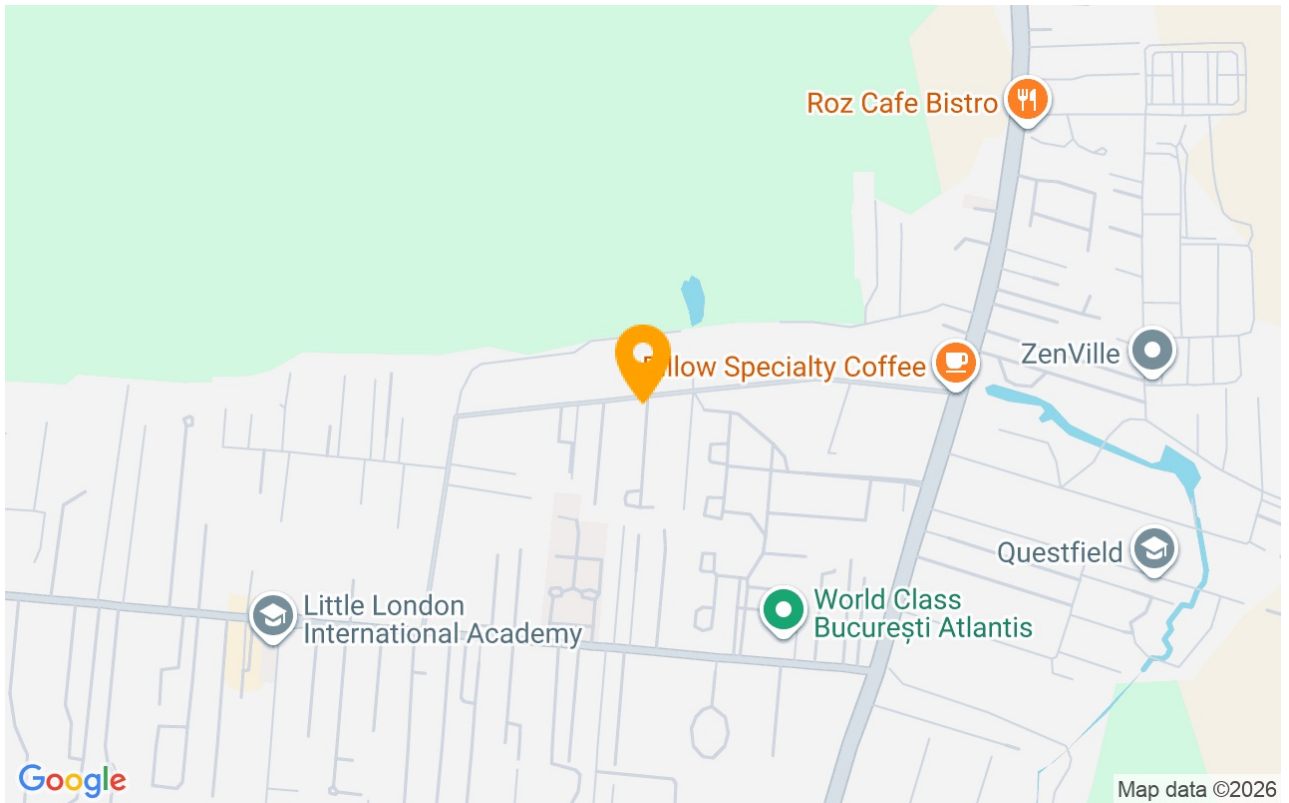 Roz Cafe Bistro
Specialty Coffee
ZenVille
Questfield
World Class
București Atlantis
Little London
International Academy
Google
Map data ©2026